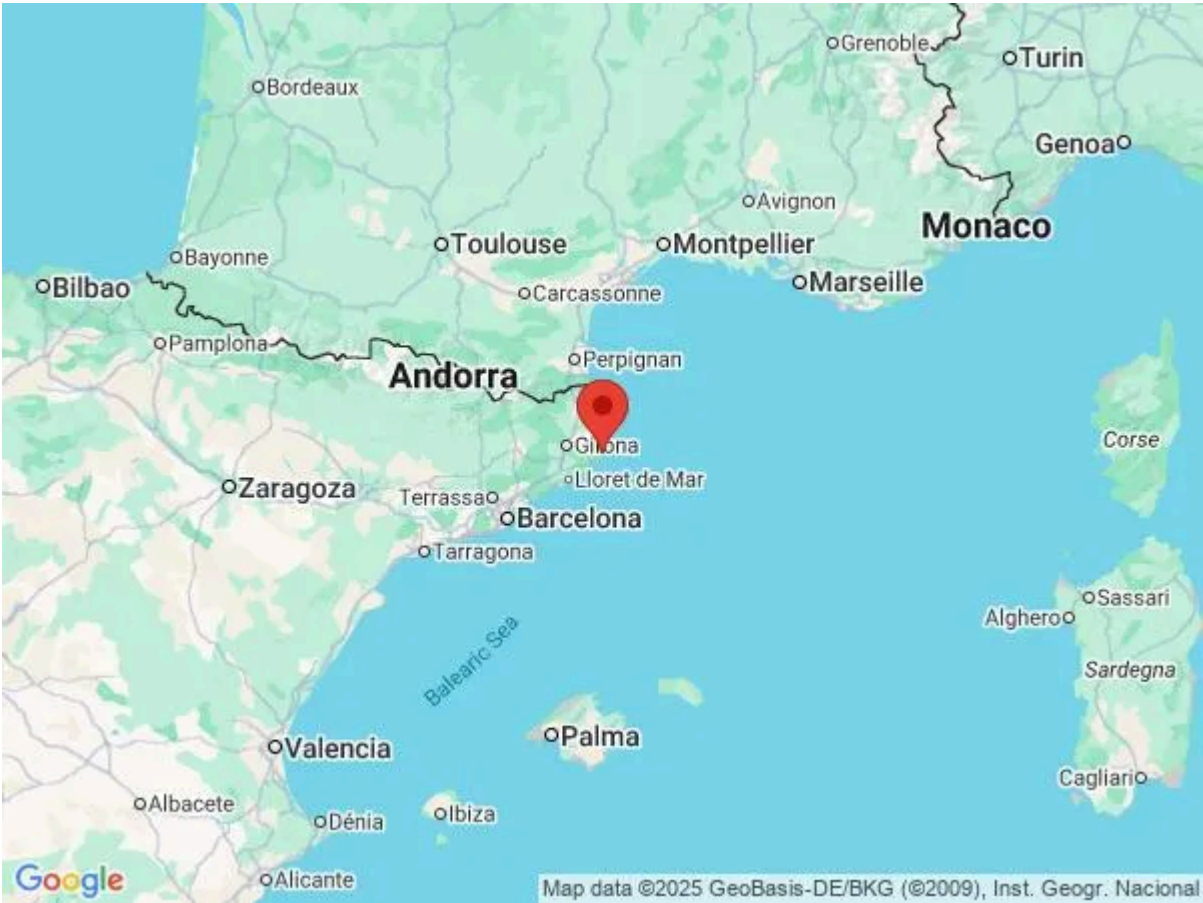 Grenoble
Turin
Bordeaux
Genoa
Avignon
Monaco
Toulouse
Montpellier
Bayonne
Marseille
Bilbao
Carcassonne
Pamplona
Perpignan
Andorra
Corse
Girona
Lloret de Mar
Zaragoza
Terrassa
Barcelona
Tarragona
Sassari
Alghero
Balearic Sea
Sardegna
Palma
Valencia
Cagliari
Albacete
Ibiza
Dénia
Alicante
Google
Map data ©2025 GeoBasis-DE/BKG (©2009), Inst. Geogr. Nacional